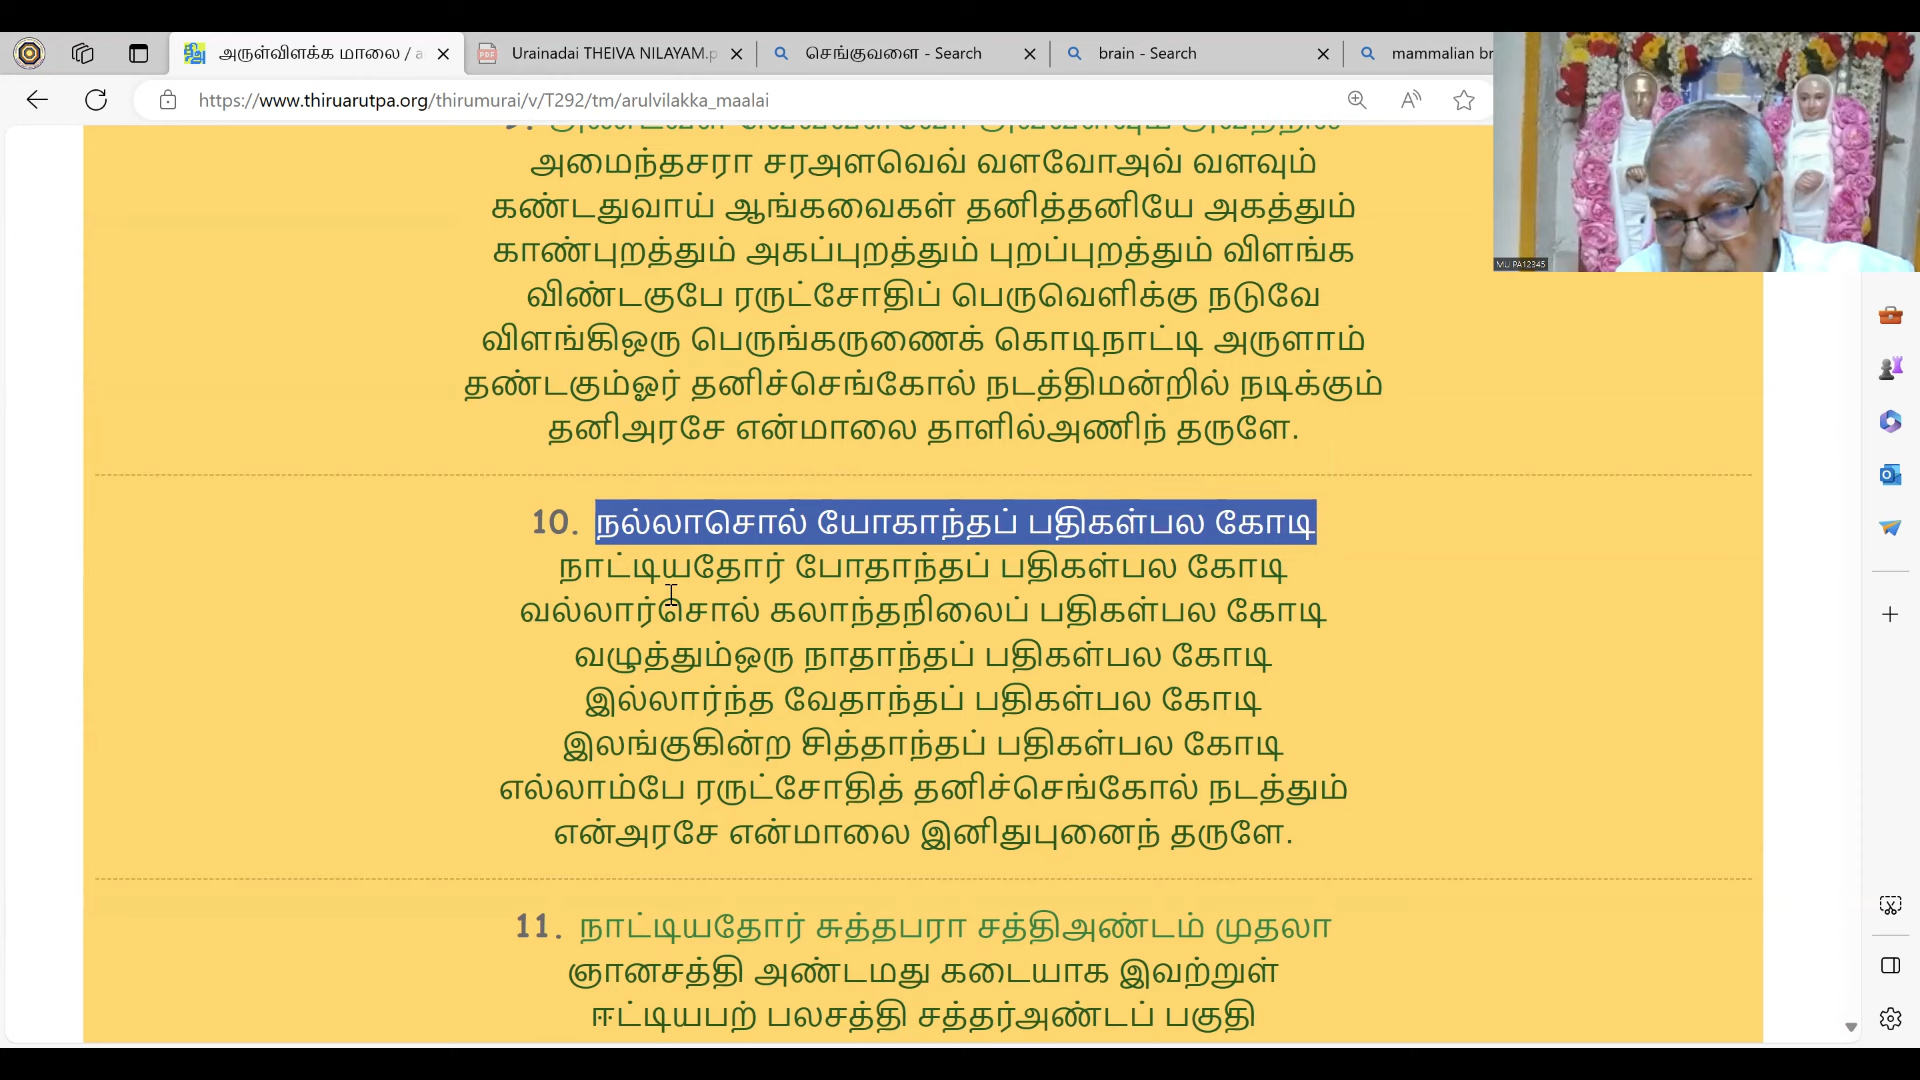 அருள்விளக்க மாலை / a
Urainadai THEIVA NILAYAM.p
செங்குவளை - Search
brain - Search
mammalian br
https://www.thiruarutpa.org/thirumurai/v/T292/tm/arulvilakka_maalai
MU PA12345
அமைந்தசரா சரஅளவெவ் வளவோஅவ் வளவும்
கண்டதுவாய் ஆங்கவைகள் தனித்தனியே அகத்தும்
காண்புறத்தும் அகப்புறத்தும் புறப்புறத்தும் விளங்க
விண்டகுபே ரருட்சோதிப் பெருவெளிக்கு நடுவே
விளங்கிஒரு பெருங்கருணைக் கொடிநாட்டி அருளாம்
தண்டகும்ஓர் தனிச்செங்கோல் நடத்திமன்றில் நடிக்கும்
தனிஅரசே என்மாலை தாளில்அணிந் தருளே.
10. நல்லாசொல் யோகாந்தப் பதிகள்பல கோடி
நாட்டியதோர் போதாந்தப் பதிகள்பல கோடி
வல்லார்சொல் கலாந்தநிலைப் பதிகள்பல கோடி
வழுத்தும்ஒரு நாதாந்தப் பதிகள்பல கோடி
இல்லார்ந்த வேதாந்தப் பதிகள்பல கோடி
இலங்குகின்ற சித்தாந்தப் பதிகள்பல கோடி
எல்லாம்பே ரருட்சோதித் தனிச்செங்கோல் நடத்தும்
என்அரசே என்மாலை இனிதுபுனைந் தருளே.
11. நாட்டியதோர் சுத்தபரா சத்திஅண்டம் முதலா
ஞானசத்தி அண்டமது கடையாக இவற்றுள்
ஈட்டியபற் பலசத்தி சத்தர்அண்டப் பகுதி